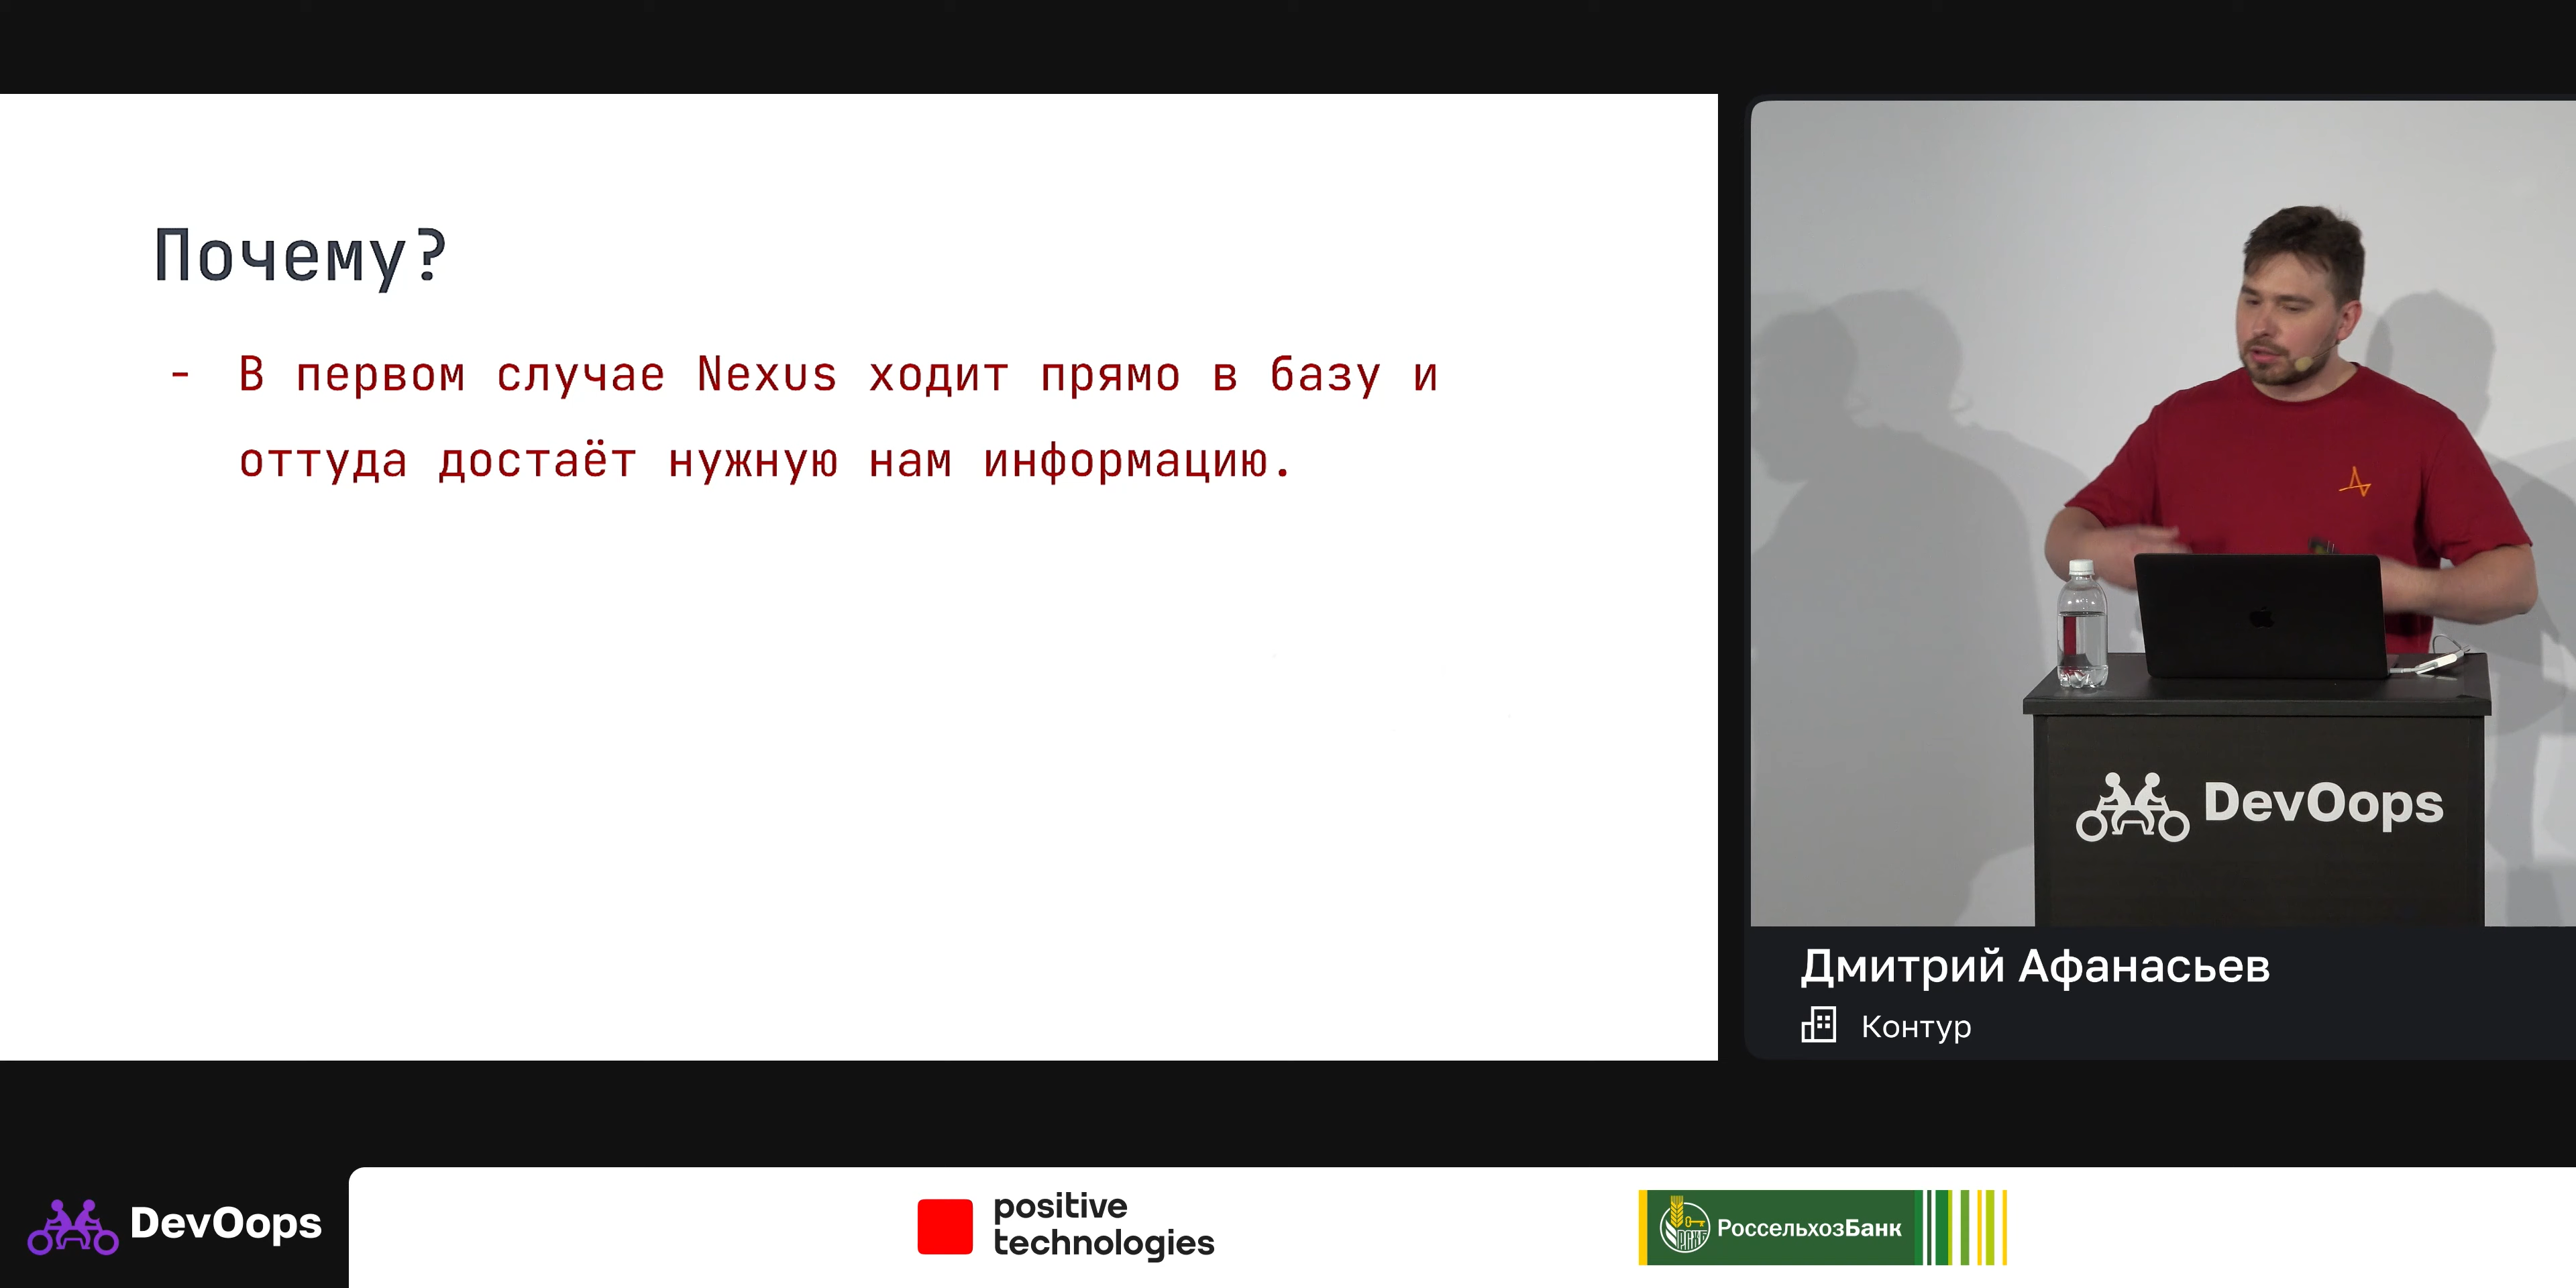 Почему?
- В первом случае Nexus ходит прямо в базу и
оттуда достаёт нужную нам информацию.
DevOops
Дмитрий Афанасьев
Контур
DevOops
positive
technologies
РСХБ
РоссельхозБанк